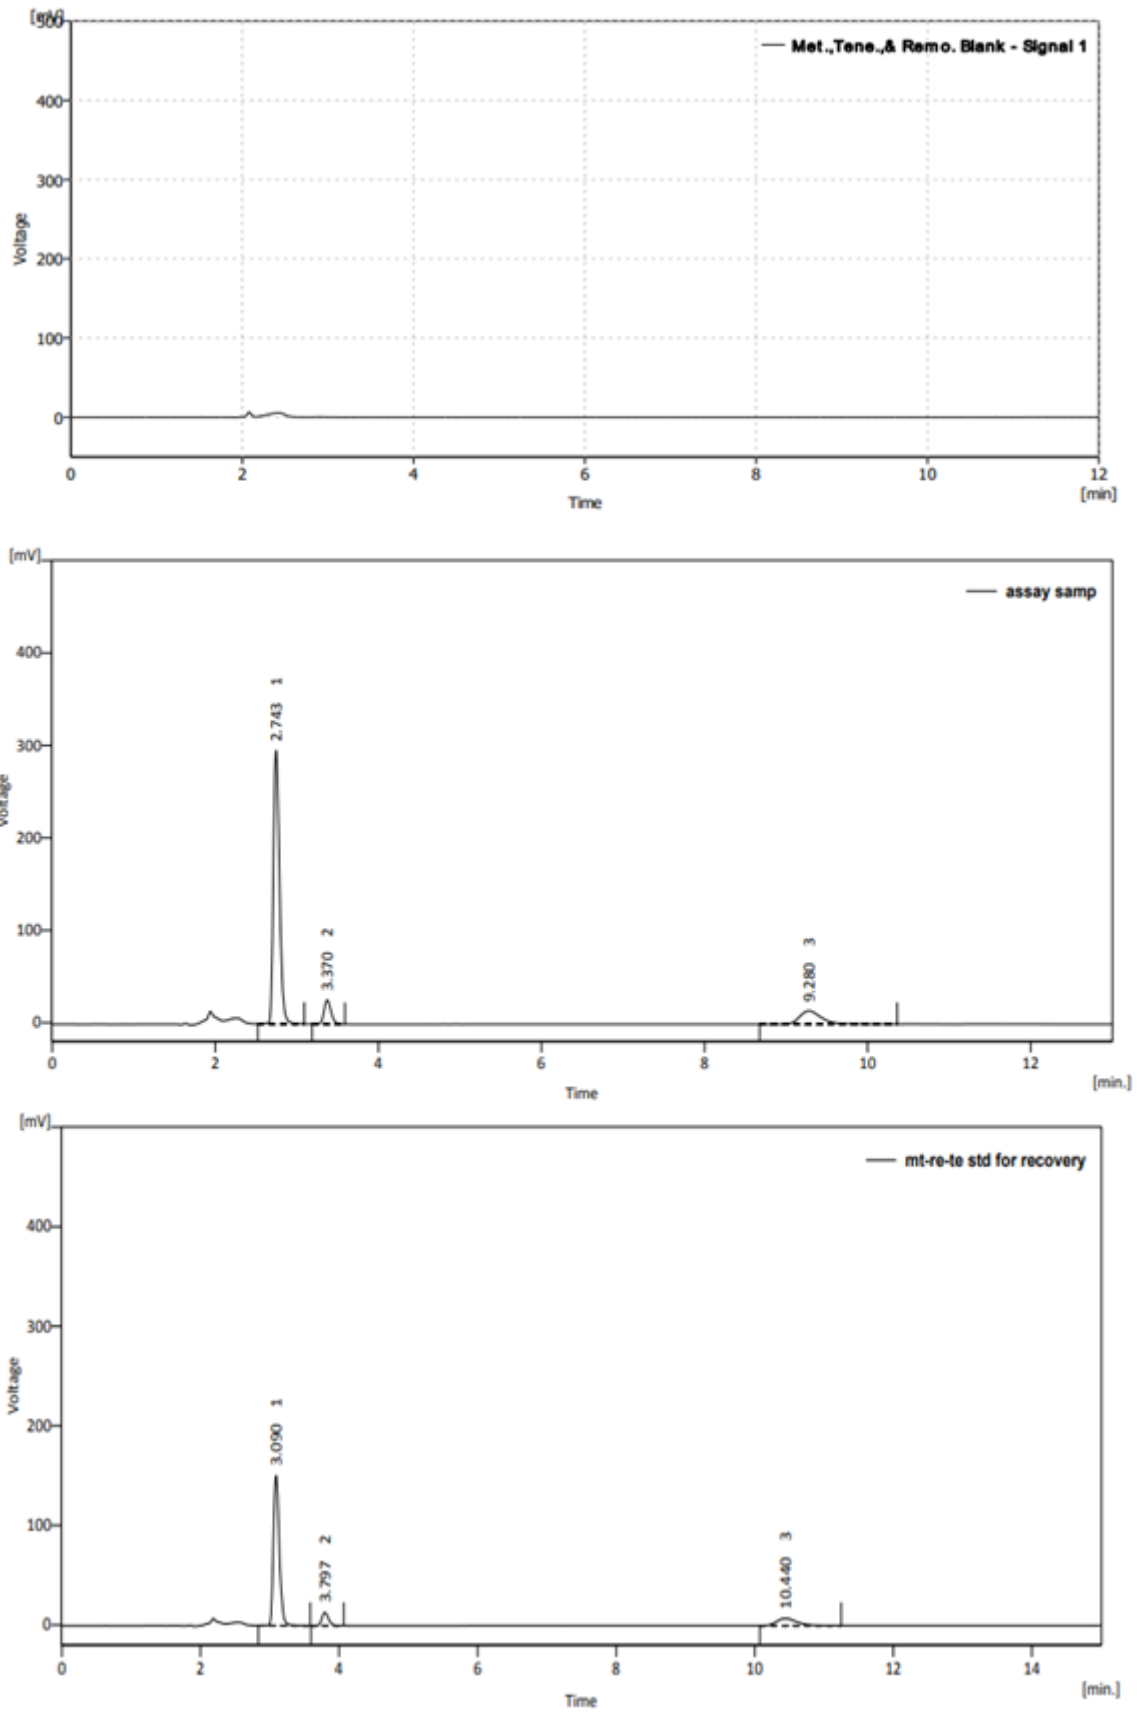 [mV]
500
Met.,Tene.,& Remo. Blank - Signal 1
400
300
Voltage
200
100
0
0 2 4 6 8 10 12
Time
[min]
[mV]
assay samp
400
2.743 1
300
Voltage
200
100
3.370 2
9.280 3
0
0 2 4 6 8 10 12
Time
[min.]
[mV]
mt-re-te std for recovery
400
300
Voltage
3.090 1
200
100
3.797 2
10.440 3
0
0 2 4 6 8 10 12 14
Time
[min.]